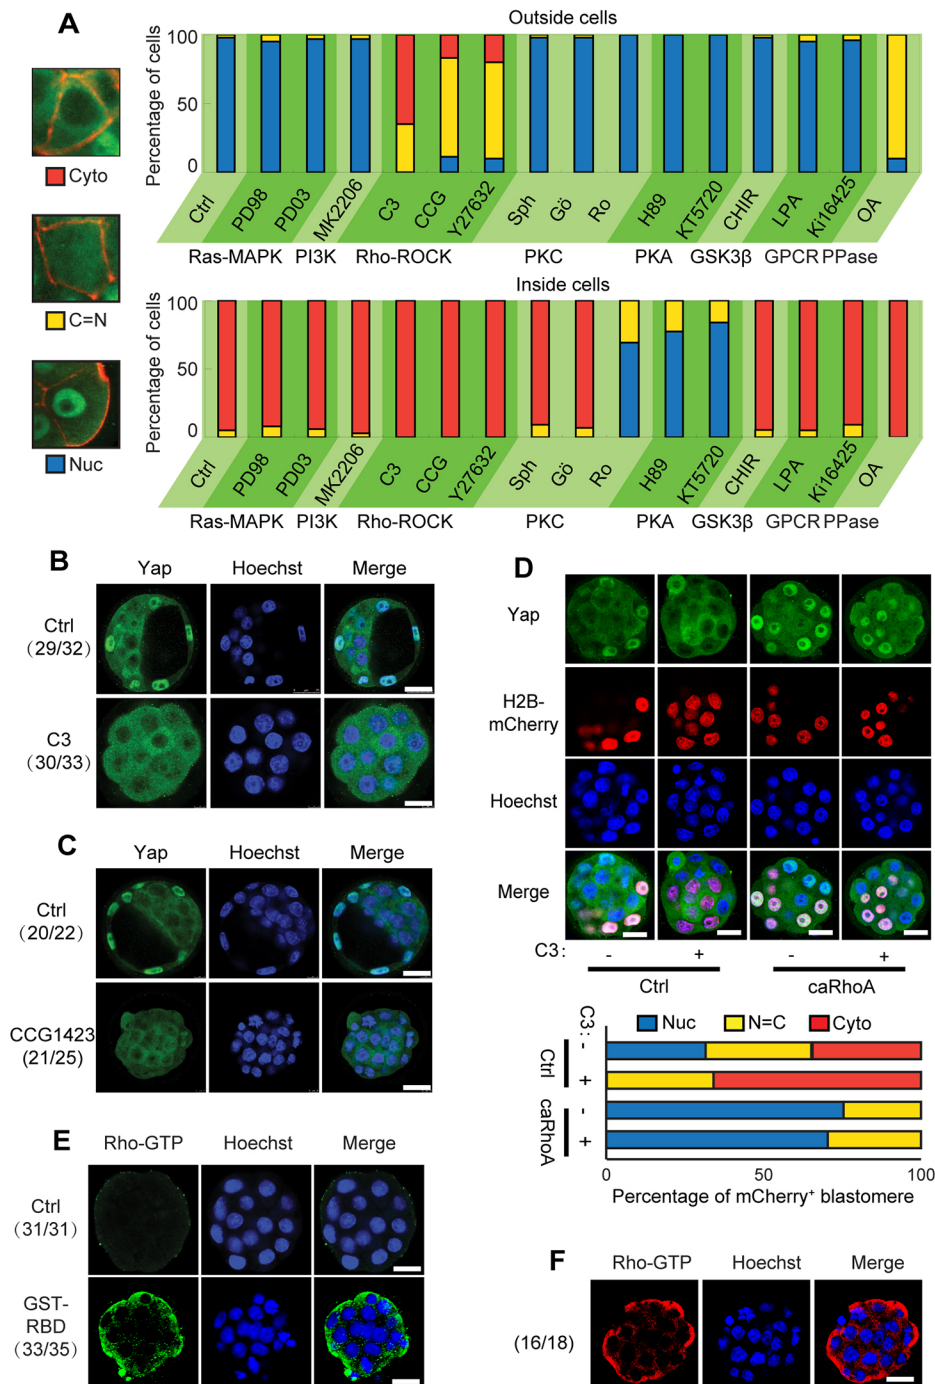 A
Outside cells
Percentage of cells
100
50
0
Cyto
C=N
Nuc
Ctrl
PD98
PD03
MK2206
C3
CCG
Y27632
Sph
Gö
Ro
H89
KT5720
CHIR
LPA
Ki16425
OA
Ras-MAPK PI3K Rho-ROCK PKC PKA GSK3β GPCR PPase
Inside cells
Percentage of cells
100
50
0
Ctrl
PD98
PD03
MK2206
C3
CCG
Y27632
Sph
Gö
Ro
H89
KT5720
CHIR
LPA
Ki16425
OA
Ras-MAPK PI3K Rho-ROCK PKC PKA GSK3β GPCR PPase
B
Yap Hoechst Merge
Ctrl
(29/32)
C3
(30/33)
C
Yap Hoechst Merge
Ctrl
(20/22)
CCG1423
(21/25)
D
Yap
H2B-
mCherry
Hoechst
Merge
C3: - + - +
Ctrl caRhoA
Nuc N=C Cyto
C3: - + - +
Ctrl
caRhoA
0 50 100
Percentage of mCherry⁺ blastomere
E
Rho-GTP Hoechst Merge
Ctrl
(31/31)
GST-
RBD
(33/35)
F
Rho-GTP Hoechst Merge
(16/18)